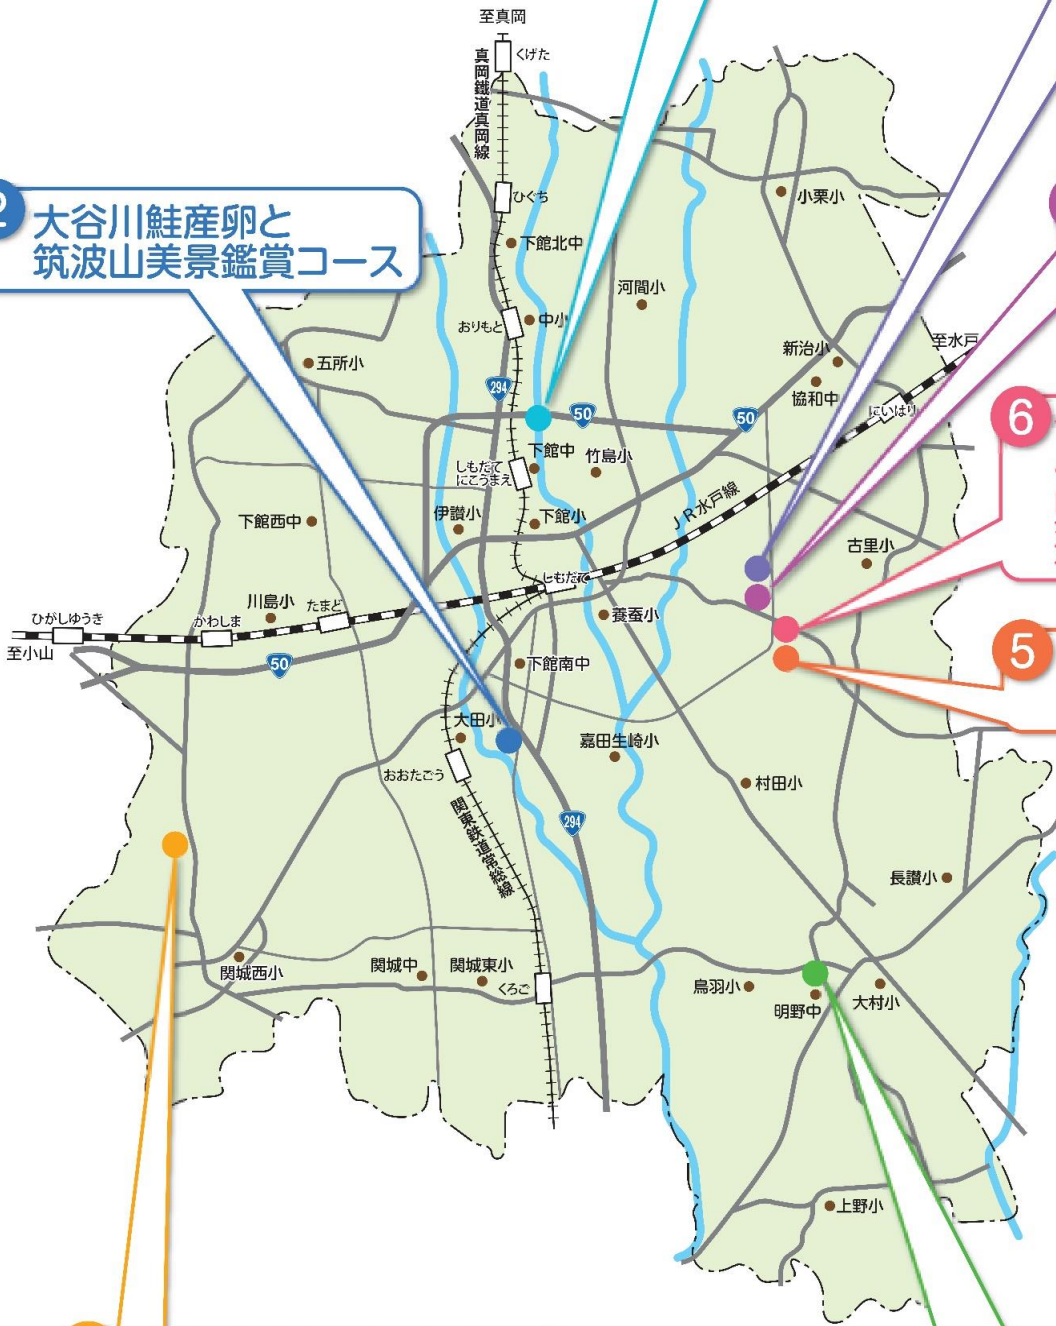 至真岡
くげた
真岡鐵道真岡線
ひぐち
小栗小
2
大谷川鮭産卵と
筑波山美景鑑賞コース
下館北中
河間小
おりもと
中小
新治小
至水戸
五所小
294
協和中
にいはり
50
50
6
下館中
竹島小
しもだて
にこうまえ
JR水戸線
伊讃小
下館小
下館西中
古里小
しもだて
川島小
たまど
ひがしゆうき
かわしま
養蚕小
至小山
50
下館南中
5
大田小
嘉田生崎小
おおたごう
村田小
関東鉄道常総線
294
長讃小
関城西小
関城中
関城東小
くろご
鳥羽小
明野中
大村小
上野小